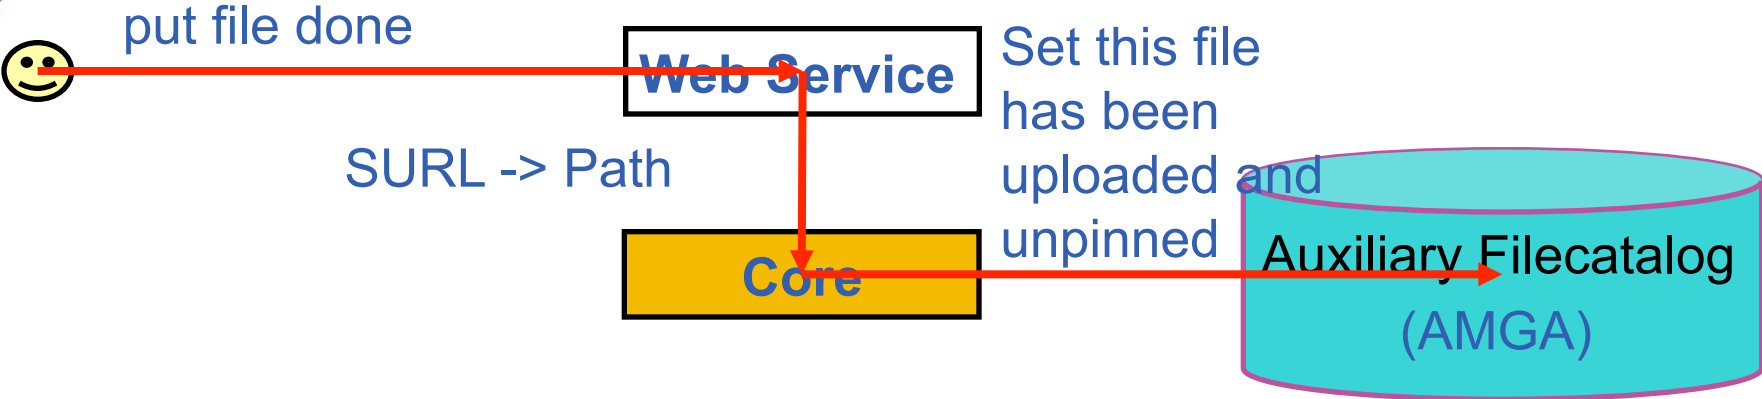 put file done
Web Service
SURL -> Path
Set this file
has been
uploaded and
unpinned
Core
Auxiliary Filecatalog
(AMGA)